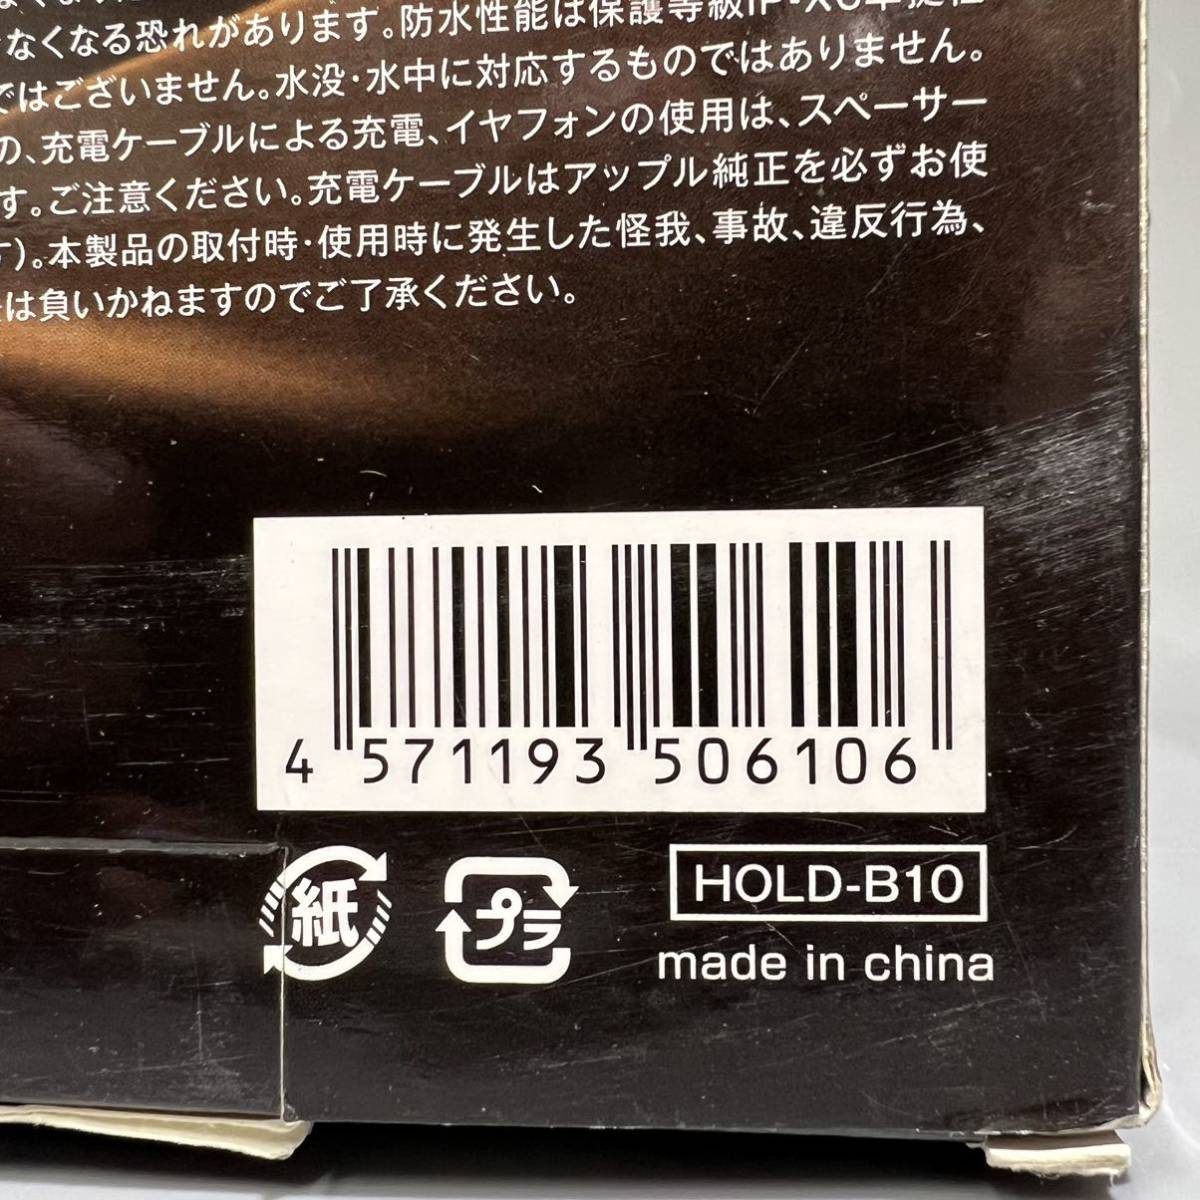 なくなる恐れがあります。防水性能は保護等級IP-X6準拠
ではございません。水没・水中に対応するものではありません。
の、充電ケーブルによる充電、イヤフォンの使用は、スペーサー
す。ご注意ください。充電ケーブルはアップル純正を必ずお使
す)。本製品の取付時・使用時に発生した怪我、事故、違反行為、
は負いかねますのでご了承ください。
4 571193 506106
紙
プラ
HOLD-B10
made in china